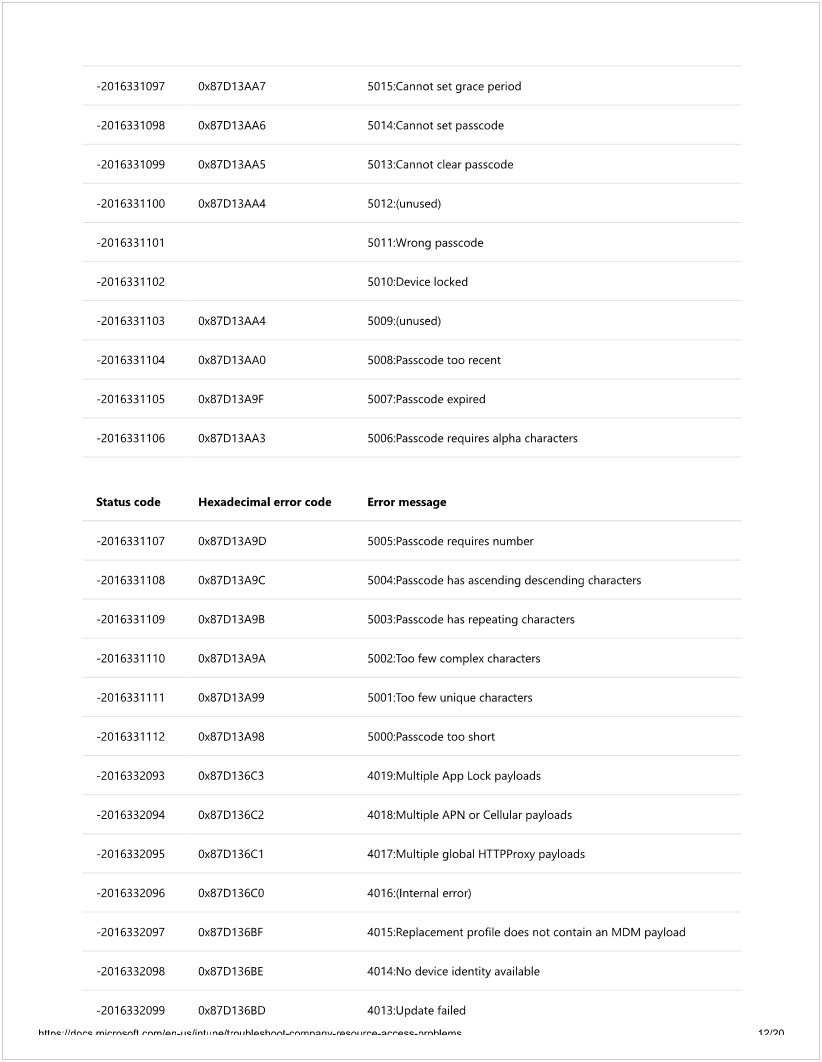 -2016331097 0x87D13AA7 5015:Cannot set grace period
-2016331098 0x87D13AA6 5014:Cannot set passcode
-2016331099 0x87D13AA5 5013:Cannot clear passcode
-2016331100 0x87D13AA4 5012:(unused)
-2016331101 5011:Wrong passcode
-2016331102 5010:Device locked
-2016331103 0x87D13AA4 5009:(unused)
-2016331104 0x87D13AA0 5008:Passcode too recent
-2016331105 0x87D13A9F 5007:Passcode expired
-2016331106 0x87D13AA3 5006:Passcode requires alpha characters
Status code Hexadecimal error code Error message
-2016331107 0x87D13A9D 5005:Passcode requires number
-2016331108 0x87D13A9C 5004:Passcode has ascending descending characters
-2016331109 0x87D13A9B 5003:Passcode has repeating characters
-2016331110 0x87D13A9A 5002:Too few complex characters
-2016331111 0x87D13A99 5001:Too few unique characters
-2016331112 0x87D13A98 5000:Passcode too short
-2016332093 0x87D136C3 4019:Multiple App Lock payloads
-2016332094 0x87D136C2 4018:Multiple APN or Cellular payloads
-2016332095 0x87D136C1 4017:Multiple global HTTPProxy payloads
-2016332096 0x87D136C0 4016:(Internal error)
-2016332097 0x87D136BF 4015:Replacement profile does not contain an MDM payload
-2016332098 0x87D136BE 4014:No device identity available
-2016332099 0x87D136BD 4013:Update failed
https://docs.microsoft.com/en-us/intune/troubleshoot-company-resource-access-problems 12/20